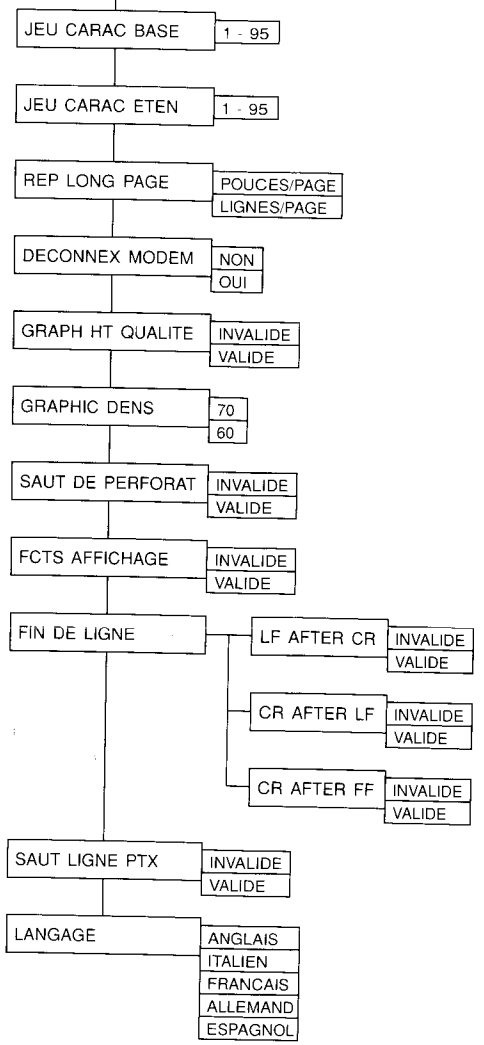 JEU CARAC BASE 1 - 95
JEU CARAC ETEN 1 - 95
REP LONG PAGE POUCES/PAGE
LIGNES/PAGE
DECONNEX MODEM NON
OUI
GRAPH HT QUALITE INVALIDE
VALIDE
GRAPHIC DENS 70
60
SAUT DE PERFORAT INVALIDE
VALIDE
FCTS AFFICHAGE INVALIDE
VALIDE
FIN DE LIGNE LF AFTER CR INVALIDE
VALIDE
CR AFTER LF INVALIDE
VALIDE
CR AFTER FF INVALIDE
VALIDE
SAUT LIGNE PTX INVALIDE
VALIDE
LANGAGE ANGLAIS
ITALIEN
FRANCAIS
ALLEMAND
ESPAGNOL